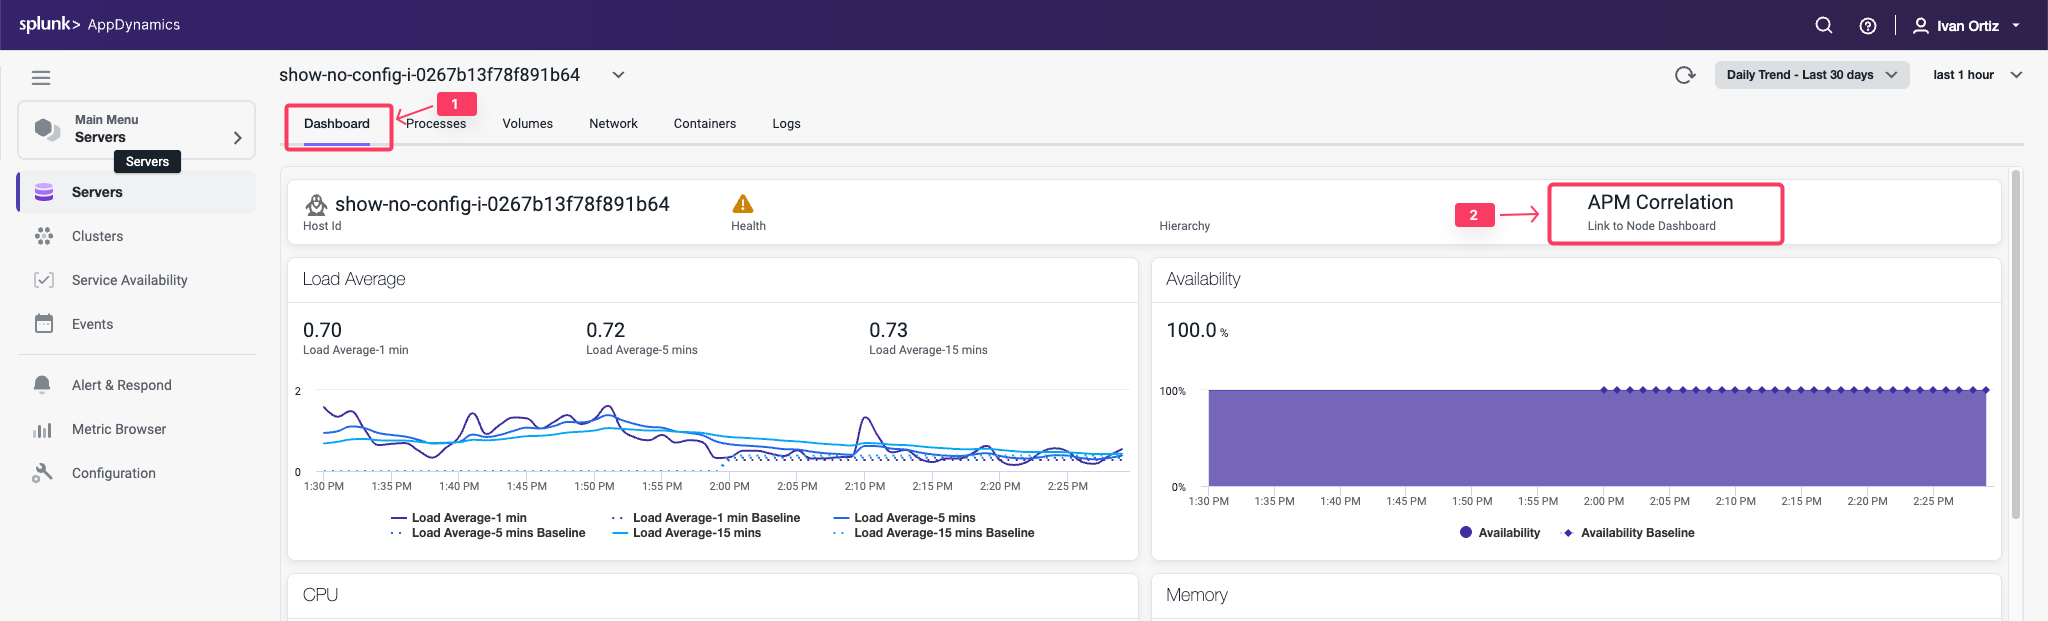 splunk> AppDynamics
Ivan Ortiz
show-no-config-i-0267b13f78f891b64
Daily Trend - Last 30 days
last 1 hour
Main Menu
Servers
Servers
1
Dashboard
Processes
Volumes
Network
Containers
Logs
Servers
Clusters
Service Availability
Events
Alert & Respond
Metric Browser
Configuration
show-no-config-i-0267b13f78f891b64
Host Id
Health
Hierarchy
2
APM Correlation
Link to Node Dashboard
Load Average
0.70
Load Average-1 min
0.72
Load Average-5 mins
0.73
Load Average-15 mins
2
0
1:30 PM 1:35 PM 1:40 PM 1:45 PM 1:50 PM 1:55 PM 2:00 PM 2:05 PM 2:10 PM 2:15 PM 2:20 PM 2:25 PM
Load Average-1 min Load Average-1 min Baseline Load Average-5 mins
Load Average-5 mins Baseline Load Average-15 mins Load Average-15 mins Baseline
Availability
100.0 %
100%
0%
1:30 PM 1:35 PM 1:40 PM 1:45 PM 1:50 PM 1:55 PM 2:00 PM 2:05 PM 2:10 PM 2:15 PM 2:20 PM 2:25 PM
Availability Availability Baseline
CPU
Memory